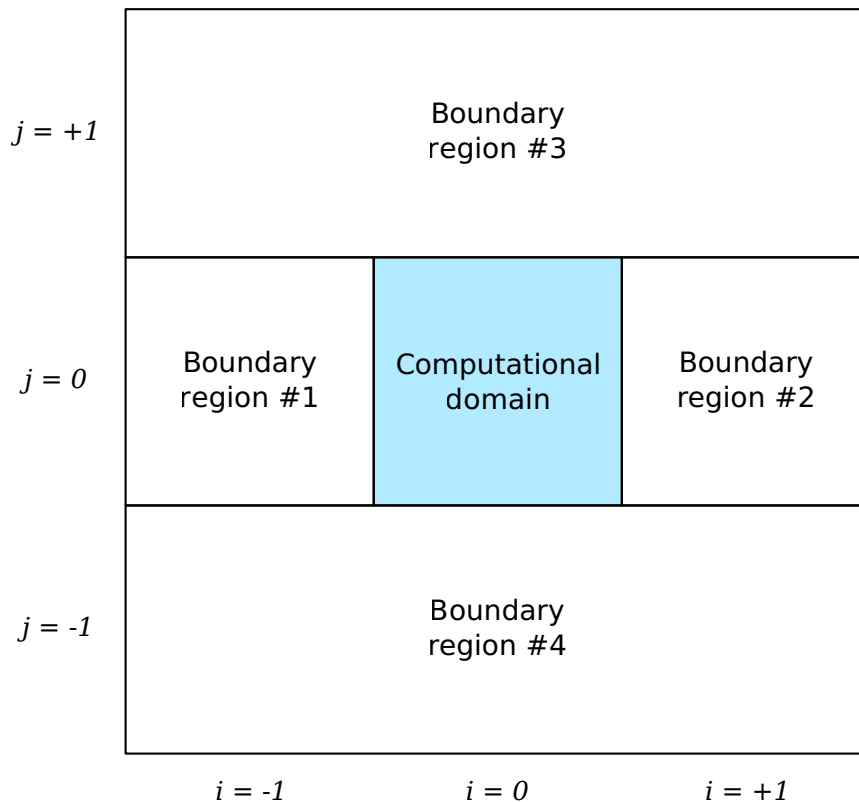 Boundary
region #3
j = +1
Boundary
region #1
Computational
domain
Boundary
region #2
j = 0
Boundary
region #4
j = -1
i = -1
i = 0
i = +1